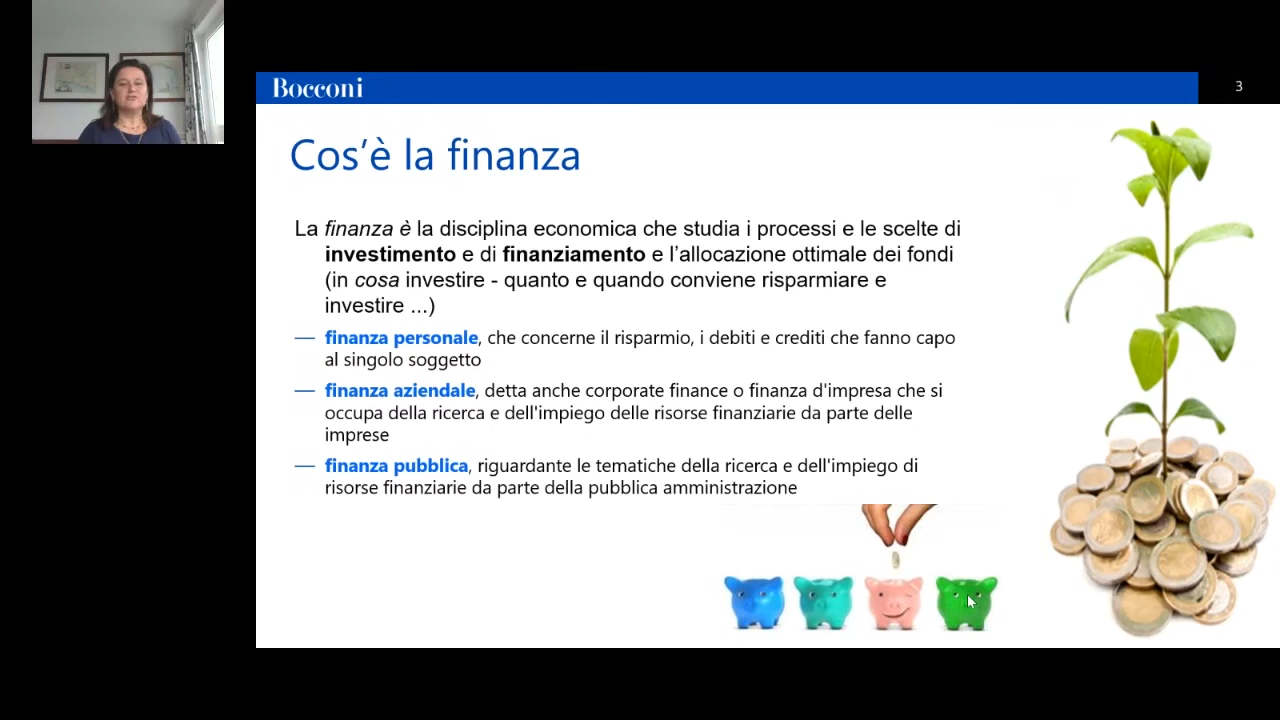 Bocconi
3
Cos'è la finanza
La finanza è la disciplina economica che studia i processi e le scelte di
investimento e di finanziamento e l’allocazione ottimale dei fondi
(in cosa investire - quanto e quando conviene risparmiare e
investire ...)
— finanza personale, che concerne il risparmio, i debiti e crediti che fanno capo
al singolo soggetto
— finanza aziendale, detta anche corporate finance o finanza d'impresa che si
occupa della ricerca e dell'impiego delle risorse finanziarie da parte delle
imprese
— finanza pubblica, riguardante le tematiche della ricerca e dell'impiego di
risorse finanziarie da parte della pubblica amministrazione